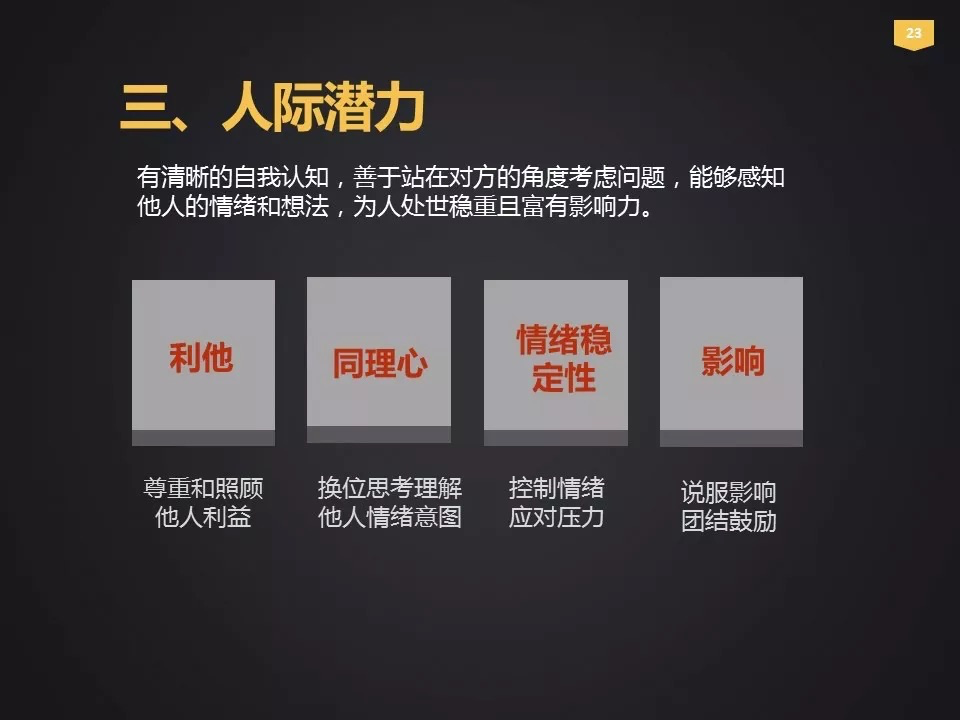 23
三、人际潜力
有清晰的自我认知，善于站在对方的角度考虑问题，能够感知
他人的情绪和想法，为人处世稳重且富有影响力。
利他
同理心
情绪稳
定性
影响
尊重和照顾
他人利益
换位思考理解
他人情绪意图
控制情绪
应对压力
说服影响
团结鼓励